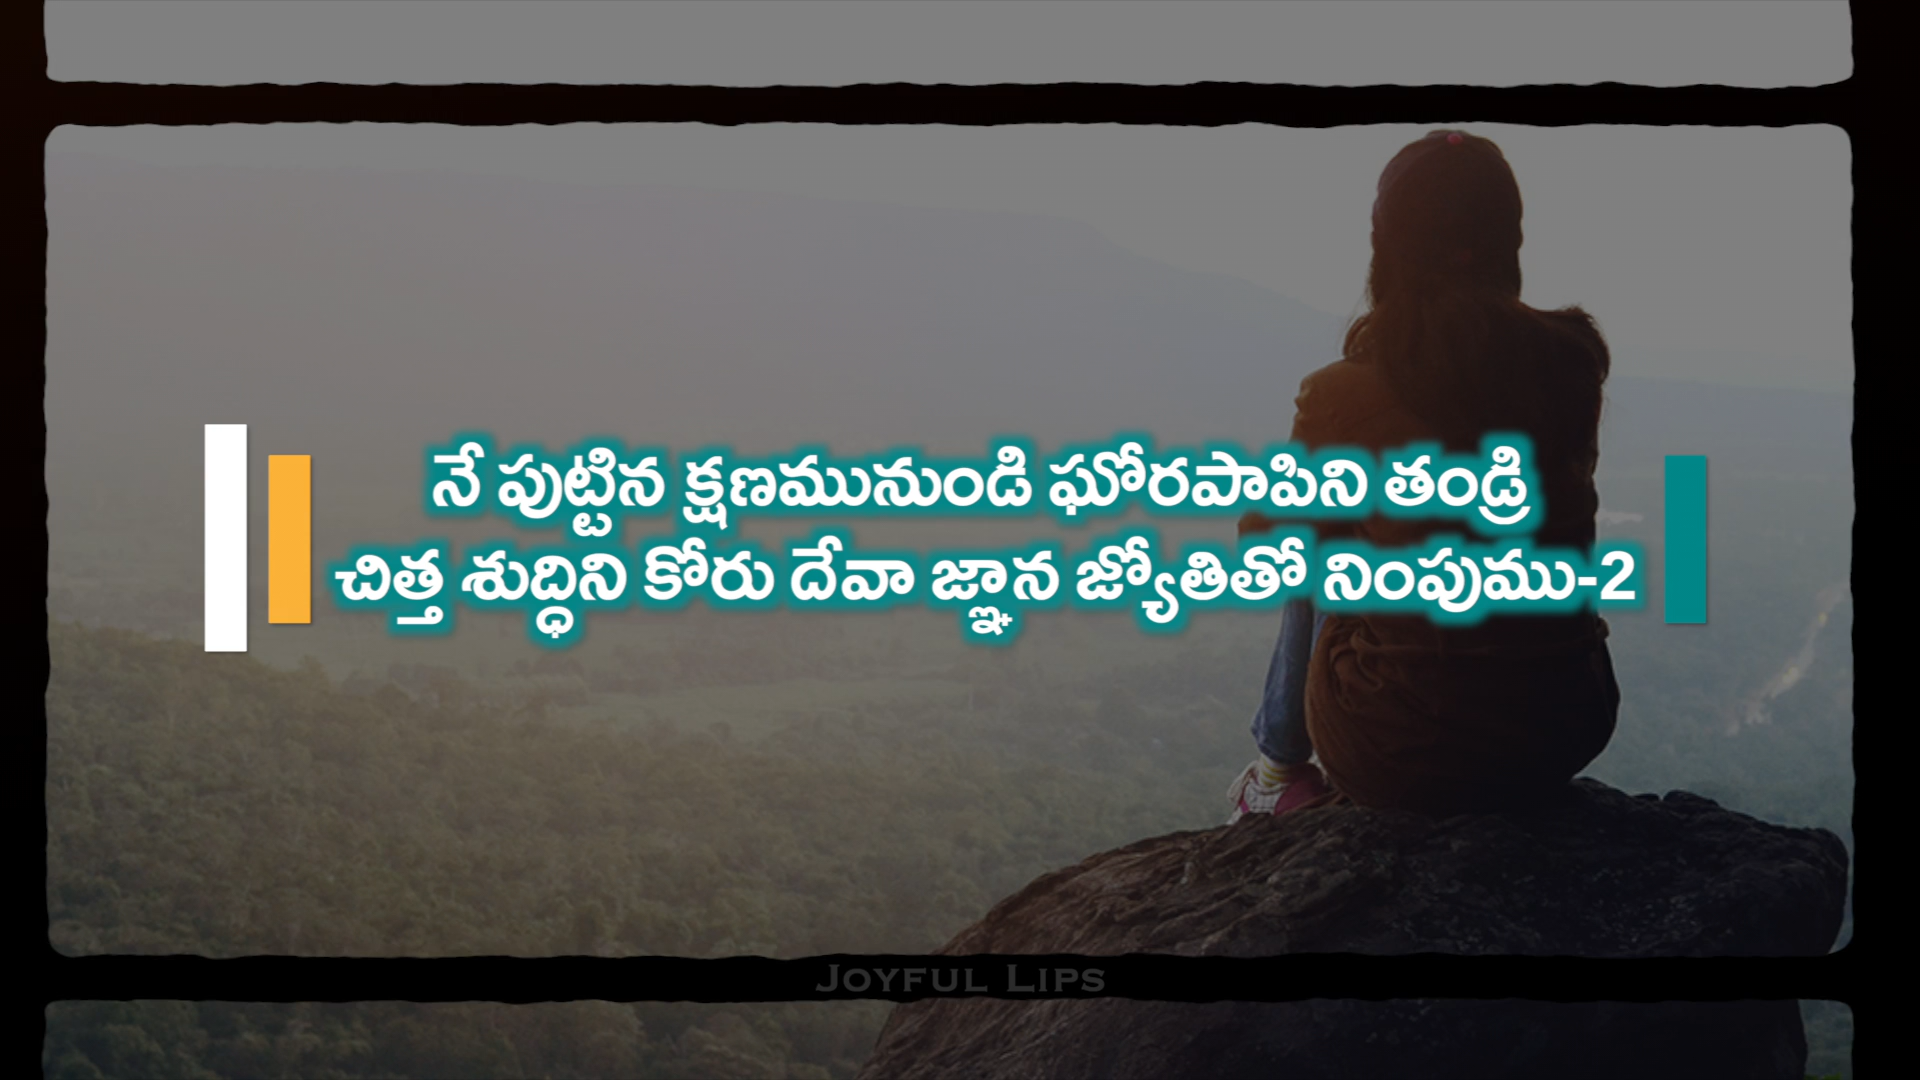 నే పుట్టిన క్షణమునుండి ఘోరపాపిని తండ్రి
చిత్త శుద్ధిని కోరు దేవా జ్ఞాన జ్యోతితో నింపుము-2
JOYFUL LIPS